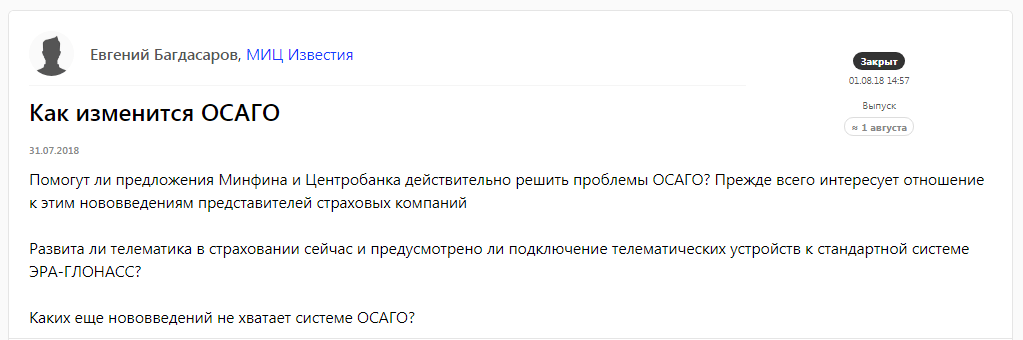 Евгений Багдасаров, МИЦ Известия
Закрыт
01.08.18 14:57
Выпуск
≈ 1 августа
Как изменится ОСАГО
31.07.2018
Помогут ли предложения Минфина и Центробанка действительно решить проблемы ОСАГО? Прежде всего интересует отношение
к этим нововведениям представителей страховых компаний
Развита ли телематика в страховании сейчас и предусмотрено ли подключение телематических устройств к стандартной системе
ЭРА-ГЛОНАСС?
Каких еще нововведений не хватает системе ОСАГО?